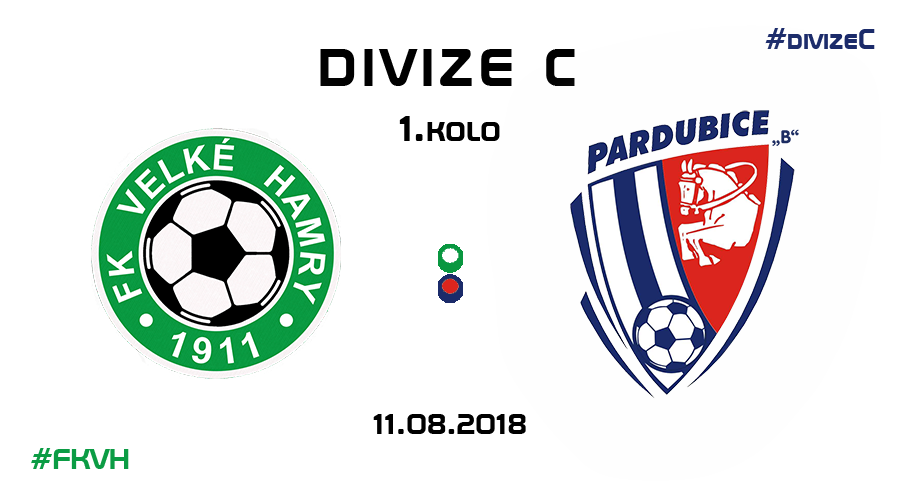 #DIVIZEC
DIVIZE C
1.KOLO
FK VELKÉ HAMRY
1911
PARDUBICE
„B“
11.08.2018
#FKVH